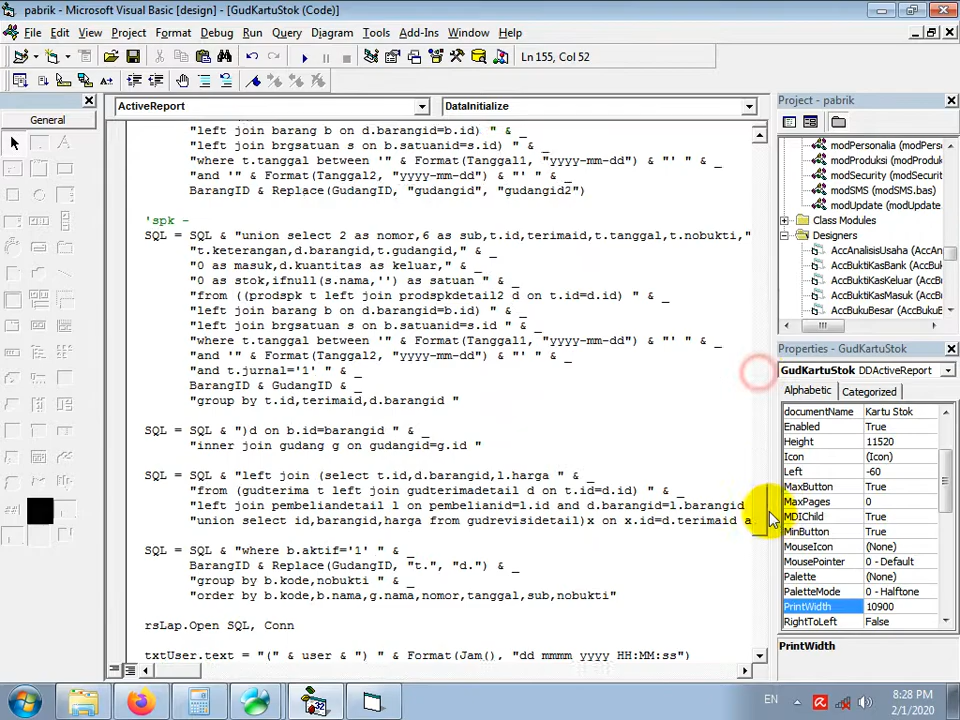 pabrik - Microsoft Visual Basic [design] - [GudKartuStok (Code)]
File Edit View Project Format Debug Run Query Diagram Tools Add-Ins Window Help
Ln 155, Col 52
General
ActiveReport DataInitialize
"left join barang b on d.barangid=b.id) " & _
"left join brgsatuan s on b.satuanid=s.id) " & _
"where t.tanggal between '" & Format(Tanggal1, "yyyy-mm-dd") & "' " & _
"and '" & Format(Tanggal2, "yyyy-mm-dd") & "' " & _
BarangID & Replace(GudangID, "gudangid", "gudangid2")
'spk -
SQL = SQL & "union select 2 as nomor,6 as sub,t.id,terimaid,t.tanggal,t.nobukti,"
"t.keterangan,d.barangid,t.gudangid," & _
"0 as masuk,d.kuantitas as keluar," & _
"0 as stok,ifnull(s.nama,'') as satuan " & _
"from ((prodspk t left join prodspkdetail2 d on t.id=d.id) " & _
"left join barang b on d.barangid=b.id) " & _
"left join brgsatuan s on b.satuanid=s.id " & _
"where t.tanggal between '" & Format(Tanggal1, "yyyy-mm-dd") & "' " & _
"and '" & Format(Tanggal2, "yyyy-mm-dd") & "' " & _
"and t.jurnal='1' " & _
BarangID & GudangID & _
"group by t.id,terimaid,d.barangid "
SQL = SQL & ")d on b.id=barangid " & _
"inner join gudang g on gudangid=g.id "
SQL = SQL & "left join (select t.id,d.barangid,l.harga " & _
"from (gudterima t left join gudterimadetail d on t.id=d.id) " & _
"left join pembeliandetail l on pembelianid=l.id and d.barangid
"union select id,barangid,harga from gudrevisidetail)x on x.id=d.terimaid a
SQL = SQL & "where b.aktif='1' " & _
BarangID & Replace(GudangID, "t.", "d.") & _
"group by b.kode,nobukti " & _
"order by b.kode,b.nama,g.nama,nomor,tanggal,sub,nobukti"
rsLap.Open SQL, Conn
txtUser.text = "(" & user & ") " & Format(Jam(), "dd mmmm yyyy HH:MM:ss")
Project - pabrik
modPersonalia (modPersonalia
modProduksi (modProduk
modSecurity (modSecurit
modSMS (modSMS.bas)
modUpdate (modUpdate
Class Modules
Designers
AccAnalisisUsaha (AccAn
AccBuktiKasBank (AccBu
AccBuktiKasKeluar (AccBu
AccBuktiKasMasuk (AccBu
AccBukuBesar (AccBuku
Properties - GudKartuStok
GudKartuStok DDActiveReport
Alphabetic Categorized
documentName Kartu Stok
Enabled True
Height 11520
Icon (Icon)
Left -60
MaxButton True
MaxPages 0
MDIChild True
MinButton True
MouseIcon (None)
MousePointer 0 - Default
Palette (None)
PaletteMode 0 - Halftone
PrintWidth 10900
RightToLeft False
PrintWidth
EN
8:28 PM
2/1/2020